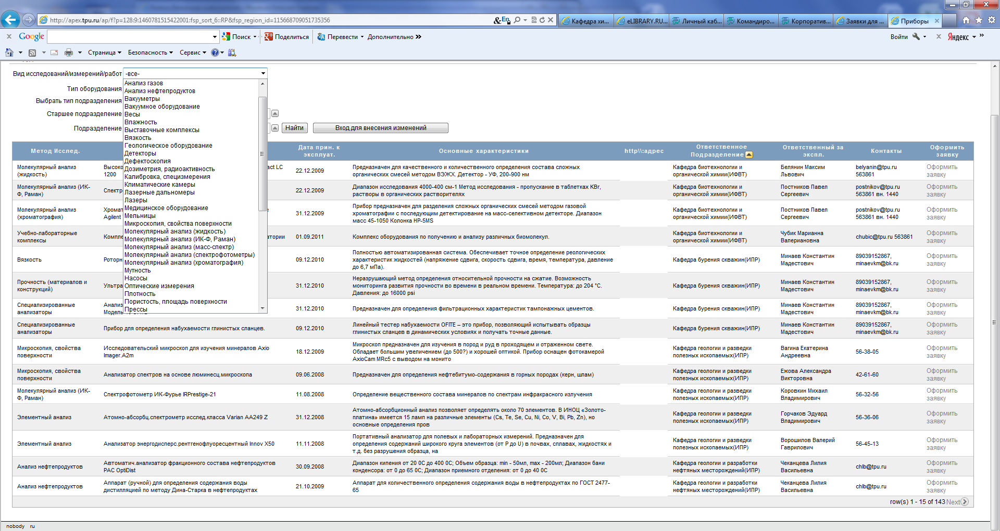 http://apex.tpu.ru/ap/f?p=128:9:1460781515422001:fsp_sort_6::RP&fsp_region_id=115668709051735356
Кафедра хи...
eLIBRARY.RU...
Личный каб...
Командиро...
Корпоратив...
Заявки для ...
Приборы
x Google
Поиск
Поделиться
Перевести
Дополнительно »
Войти
x Яндекс »
Страница
Безопасность
Сервис
Вид исследований/измерений/работ -все-
Тип оборудования
Выбрать тип подразделения
Старшее подразделение
Подразделение
Найти
Вход для внесения изменений
Анализ газов
Анализ нефтепродуктов
Вакууметры
Вакуумное оборудование
Весы
Влажность
Выставочные комплексы
Вязкость
Геологическое оборудование
Детекторы
Дефектоскопия
Дозиметрия, радиоактивность
Калибровка, специзмерения
Климатические камеры
Лазерные дальномеры
Лазеры
Медицинское оборудование
Мельницы
Микроскопия, свойства поверхности
Молекулярный анализ (жидкость)
Молекулярный анализ (ИК-Ф, Раман)
Молекулярный анализ (масс-спектр)
Молекулярный анализ (спектрофотометры)
Молекулярный анализ (хроматография)
Мутность
Насосы
Оптические измерения
Плотность
Пористость, площадь поверхности
Прессы
Метод Исслед.
Дата прин. к
эксплуат.
Основные характеристики
http\\:адрес
Ответственное
Подразделение
Ответственный за
экспл.
Контакты
Оформить
заявку
Молекулярный анализ
(жидкость)
1200
act LC
22.12.2009
Предназначен для качественного и количественного определения состава сложных
органических смесей методом ВЭЖХ. Детектор - УФ, 200-900 нм
Кафедра биотехнологии и
органической химии(ИФВТ)
Белянин Максим
Львович
belyanin@tpu.ru
563861
Оформить
заявку
Молекулярный анализ (ИК-
Ф, Раман)
22.12.2009
Диапазон исследования 4000-400 см-1 Метод исследования - пропускание в таблетках KBr,
растворы в органических растворителях
Кафедра биотехнологии и
органической химии(ИФВТ)
Постников Павел
Сергеевич
postnikov@tpu.ru
563861 вн. 1440
Оформить
заявку
Молекулярный анализ
(хроматография)
Agilent
31.12.2009
Прибор предназначен для разделения сложных органических смесей методом газовой
хроматографии с последующим детектирование на масс-селективном детекторе. Диапазон
масс 45-1050 Колонка HP-5MS
Кафедра биотехнологии и
органической химии(ИФВТ)
Постников Павел
Сергеевич
postnikov@tpu.ru
563861 вн. 1440
Оформить
заявку
Учебно-лабораторные
комплексы
Компле
атории
01.09.2011
Комплекс оборудования по получению и анализу различных биомолекул.
Кафедра биотехнологии и
органической химии(ИФВТ)
Чубик Марианна
Валериановна
chubic@tpu.ru 563861
Оформить
заявку
Вязкость
09.12.2010
Полностью автоматизированная система. Обеспечивает точное определение реологических
характеристик жидкостей (напряжение сдвига, скорость сдвига, время, температура, давление
до 6,7 мПа).
Кафедра бурения скважин(ИПР)
Минаев Константин
Мадестович
89039152867,
minaevkm@bk.ru
Оформить
заявку
Прочность (материалов и
конструкций)
Ультра
31.12.2010
Неразрушающий метод определения относительной прочности на сжатие. Возможность
мониторинга развития прочности во времени в реальном времени. Температура: до 204 °C.
Давления: до 16000 psi
Кафедра бурения скважин(ИПР)
Минаев Константин
Мадестович
89039152867,
minaevkm@bk.ru
Оформить
заявку
Специализированные
анализаторы
31.12.2010
Предназначен для определения фильтрационных характеристик тампонажных цементов.
Кафедра бурения скважин(ИПР)
Минаев Константин
Мадестович
89039152867,
minaevkm@bk.ru
Оформить
заявку
Специализированные
анализаторы
Прибор для определения набухаемости глинистых сланцев.
09.12.2010
Линейный тестер набухаемости OFITE – это прибор, позволяющий испытывать образцы
глинистых сланцев в динамических условиях и получать точные данные.
Кафедра бурения скважин(ИПР)
Минаев Константин
Мадестович
89039152867,
minaevkm@bk.ru
Оформить
заявку
Микроскопия, свойства
поверхности
Исследовательский микроскоп для изучения минералов Axio
Imager.A2m
18.12.2009
Микроскоп предназначен для изучения в пород и руд в проходящем и отраженном свете.
Обладает большим увеличением (до 500?) и хорошей оптикой. Прибор оснащен фотокамерой
AxioCam MRc5 с выводом на монито
Кафедра геологии и разведки
полезных ископаемых(ИПР)
Вагина Екатерина
Андреевна
56-38-05
Оформить
заявку
Микроскопия, свойства
поверхности
Анализатор спектров на основе люминесц.микроскопа
09.06.2008
Предназначен для определения нефтебитумо-содержания в горных породах (керн, шлам)
Кафедра геологии и разведки
полезных ископаемых(ИПР)
Ежова Александра
Викторовна
42-61-60
Оформить
заявку
Молекулярный анализ (ИК-
Ф, Раман)
Спектрофотометр ИК-Фурье IRPrestige-21
11.08.2008
Определение вещественного состава минералов по спектрам инфракрасного излучения
Кафедра геологии и разведки
полезных ископаемых(ИПР)
Коровкин Михаил
Владимирович
56-32-56
Оформить
заявку
Элементный анализ
Атомно-абсорбц.спектрометр исслед.класса Varian AA249 Z
31.12.2008
Атомно-абсорбционный анализ позволяет определять около 70 элементов. В ИНОЦ «Золото-
платина» имеется 15 ламп на различные элементы (Cs, Te, Se, Cu, Ni, Co, V, Bi, Pb, Zn), но
основные определения пров
Кафедра геологии и разведки
полезных ископаемых(ИПР)
Горчаков Эдуард
Владимирович
56-36-06
Оформить
заявку
Элементный анализ
Анализатор энергодисперс.рентгенофлуоресцентный Innov X50
11.11.2008
Портативный анализатор для полевых и лабораторных измерений. Предназначен для
определения содержаний широкого круга элементов (от P до U) в почвах, сплавах, жидкостях и
т.д. без разрушения образца, на
Кафедра геологии и разведки
полезных ископаемых(ИПР)
Ворошилов Валерий
Гаврилович
56-45-13
Оформить
заявку
Анализ нефтепродуктов
Автоматич.анализатор фракционного состава нефтепродуктов
PAC OptiDist
30.09.2008
Диапазон кипения от 20 0С до 400 0С; Объем образца: min - 50мл, max - 200мл; Диапазон бани
конденсора: от 0 до 65 0С; Диапазон приемного отделения: от 0 до 40 0С
Кафедра геологии и разработки
нефтяных месторождений(ИПР)
Чеканцева Лилия
Васильевна
chlb@tpu.ru
Оформить
заявку
Анализ нефтепродуктов
Аппарат (ручной) для определения содержания воды
дистилляцией по методу Дина-Старка в нефтепродуктах
21.10.2009
Аппарат для количественного определения содержания воды в нефтепродуктах по ГОСТ 2477-
65
Кафедра геологии и разработки
нефтяных месторождений(ИПР)
Чеканцева Лилия
Васильевна
chlb@tpu.ru
Оформить
заявку
row(s) 1 - 15 of 143 Next
nobody ru